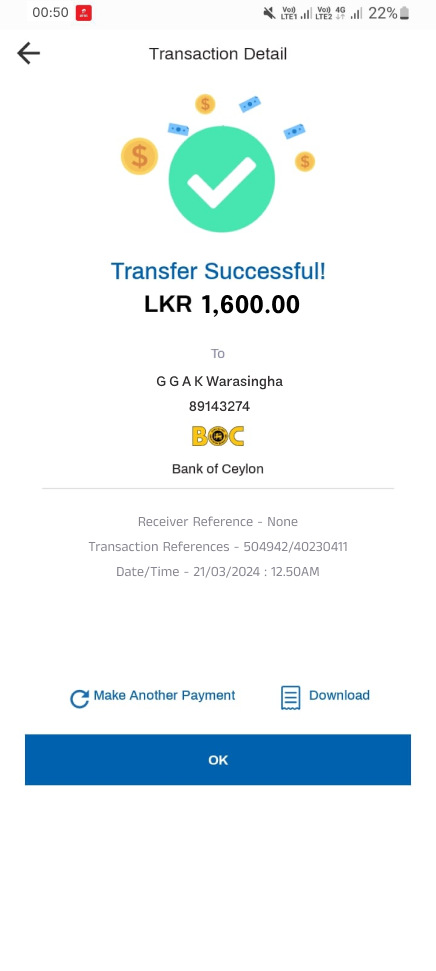 00:50
Vo)) LTE1 Vo)) LTE2 4G 22%
Transaction Detail
Transfer Successful!
LKR 1,600.00
To
G G A K Warasingha
89143274
BOC
Bank of Ceylon
Receiver Reference - None
Transaction References - 504942/40230411
Date/Time - 21/03/2024 : 12.50AM
Make Another Payment
Download
OK